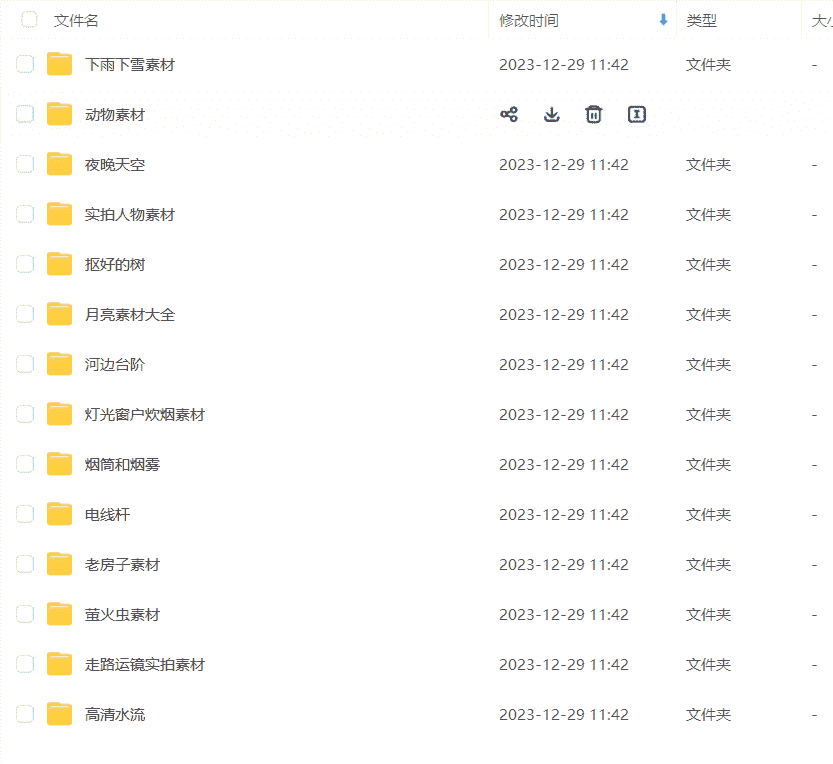 文件名 修改时间 类型
下雨下雪素材 2023-12-29 11:42 文件夹 -
动物素材
夜晚天空 2023-12-29 11:42 文件夹 -
实拍人物素材 2023-12-29 11:42 文件夹 -
抠好的树 2023-12-29 11:42 文件夹 -
月亮素材大全 2023-12-29 11:42 文件夹 -
河边台阶 2023-12-29 11:42 文件夹 -
灯光窗户炊烟素材 2023-12-29 11:42 文件夹 -
烟筒和烟雾 2023-12-29 11:42 文件夹 -
电线杆 2023-12-29 11:42 文件夹 -
老房子素材 2023-12-29 11:42 文件夹 -
萤火虫素材 2023-12-29 11:42 文件夹 -
走路运镜实拍素材 2023-12-29 11:42 文件夹 -
高清水流 2023-12-29 11:42 文件夹 -